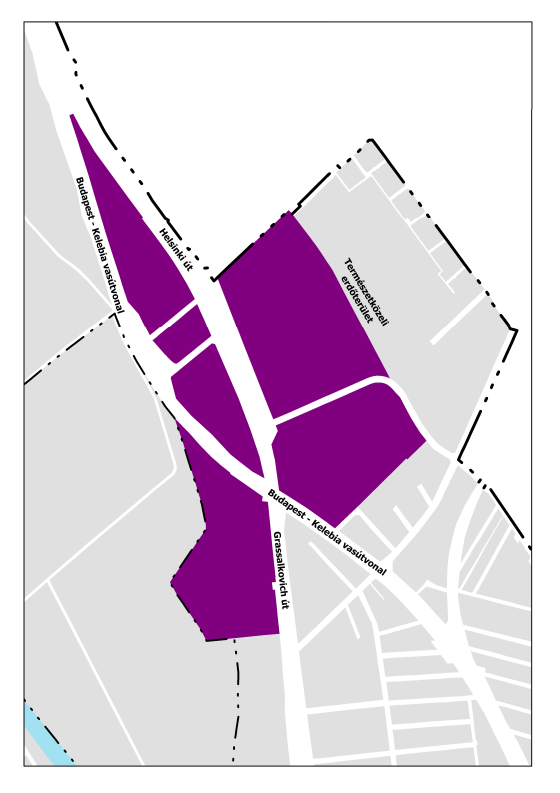 Budapest - Kelebia vasútvonal
Helsinki út
Természetközeli
erdőterület
Budapest - Kelebia vasútvonal
Grassalkovich út